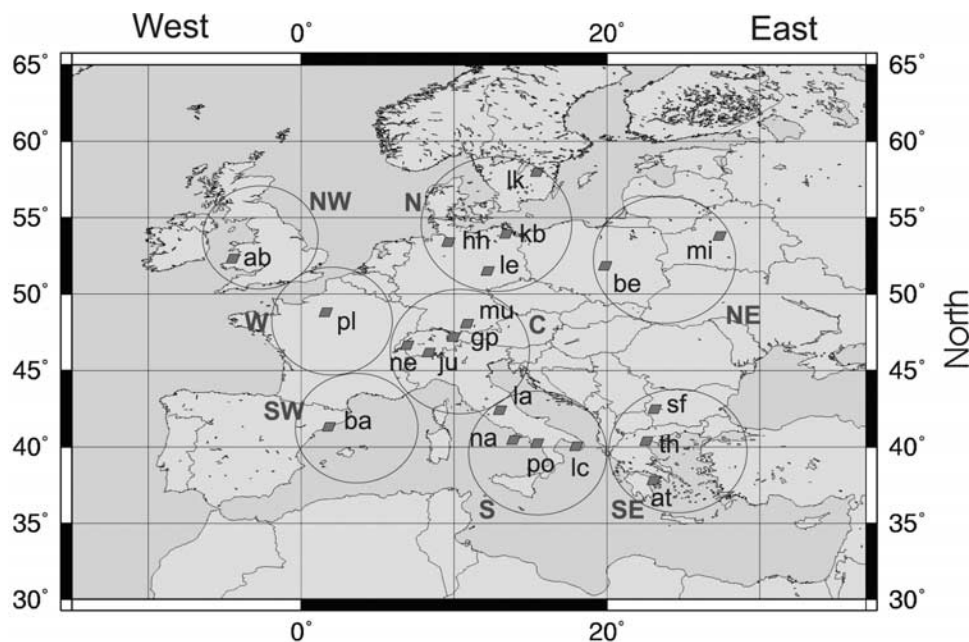 West 0° 20° East
65° 65°
60° 60°
lk
NW N
55° 55°
hh kb
ab mi
le be
50° 50°
mu
W pl C NE
gp
ne ju
45° 45°
la
SW sf
ba
na th
40° 40°
po lc
at
S SE
35° 35°
30° 30°
0° 20°
North